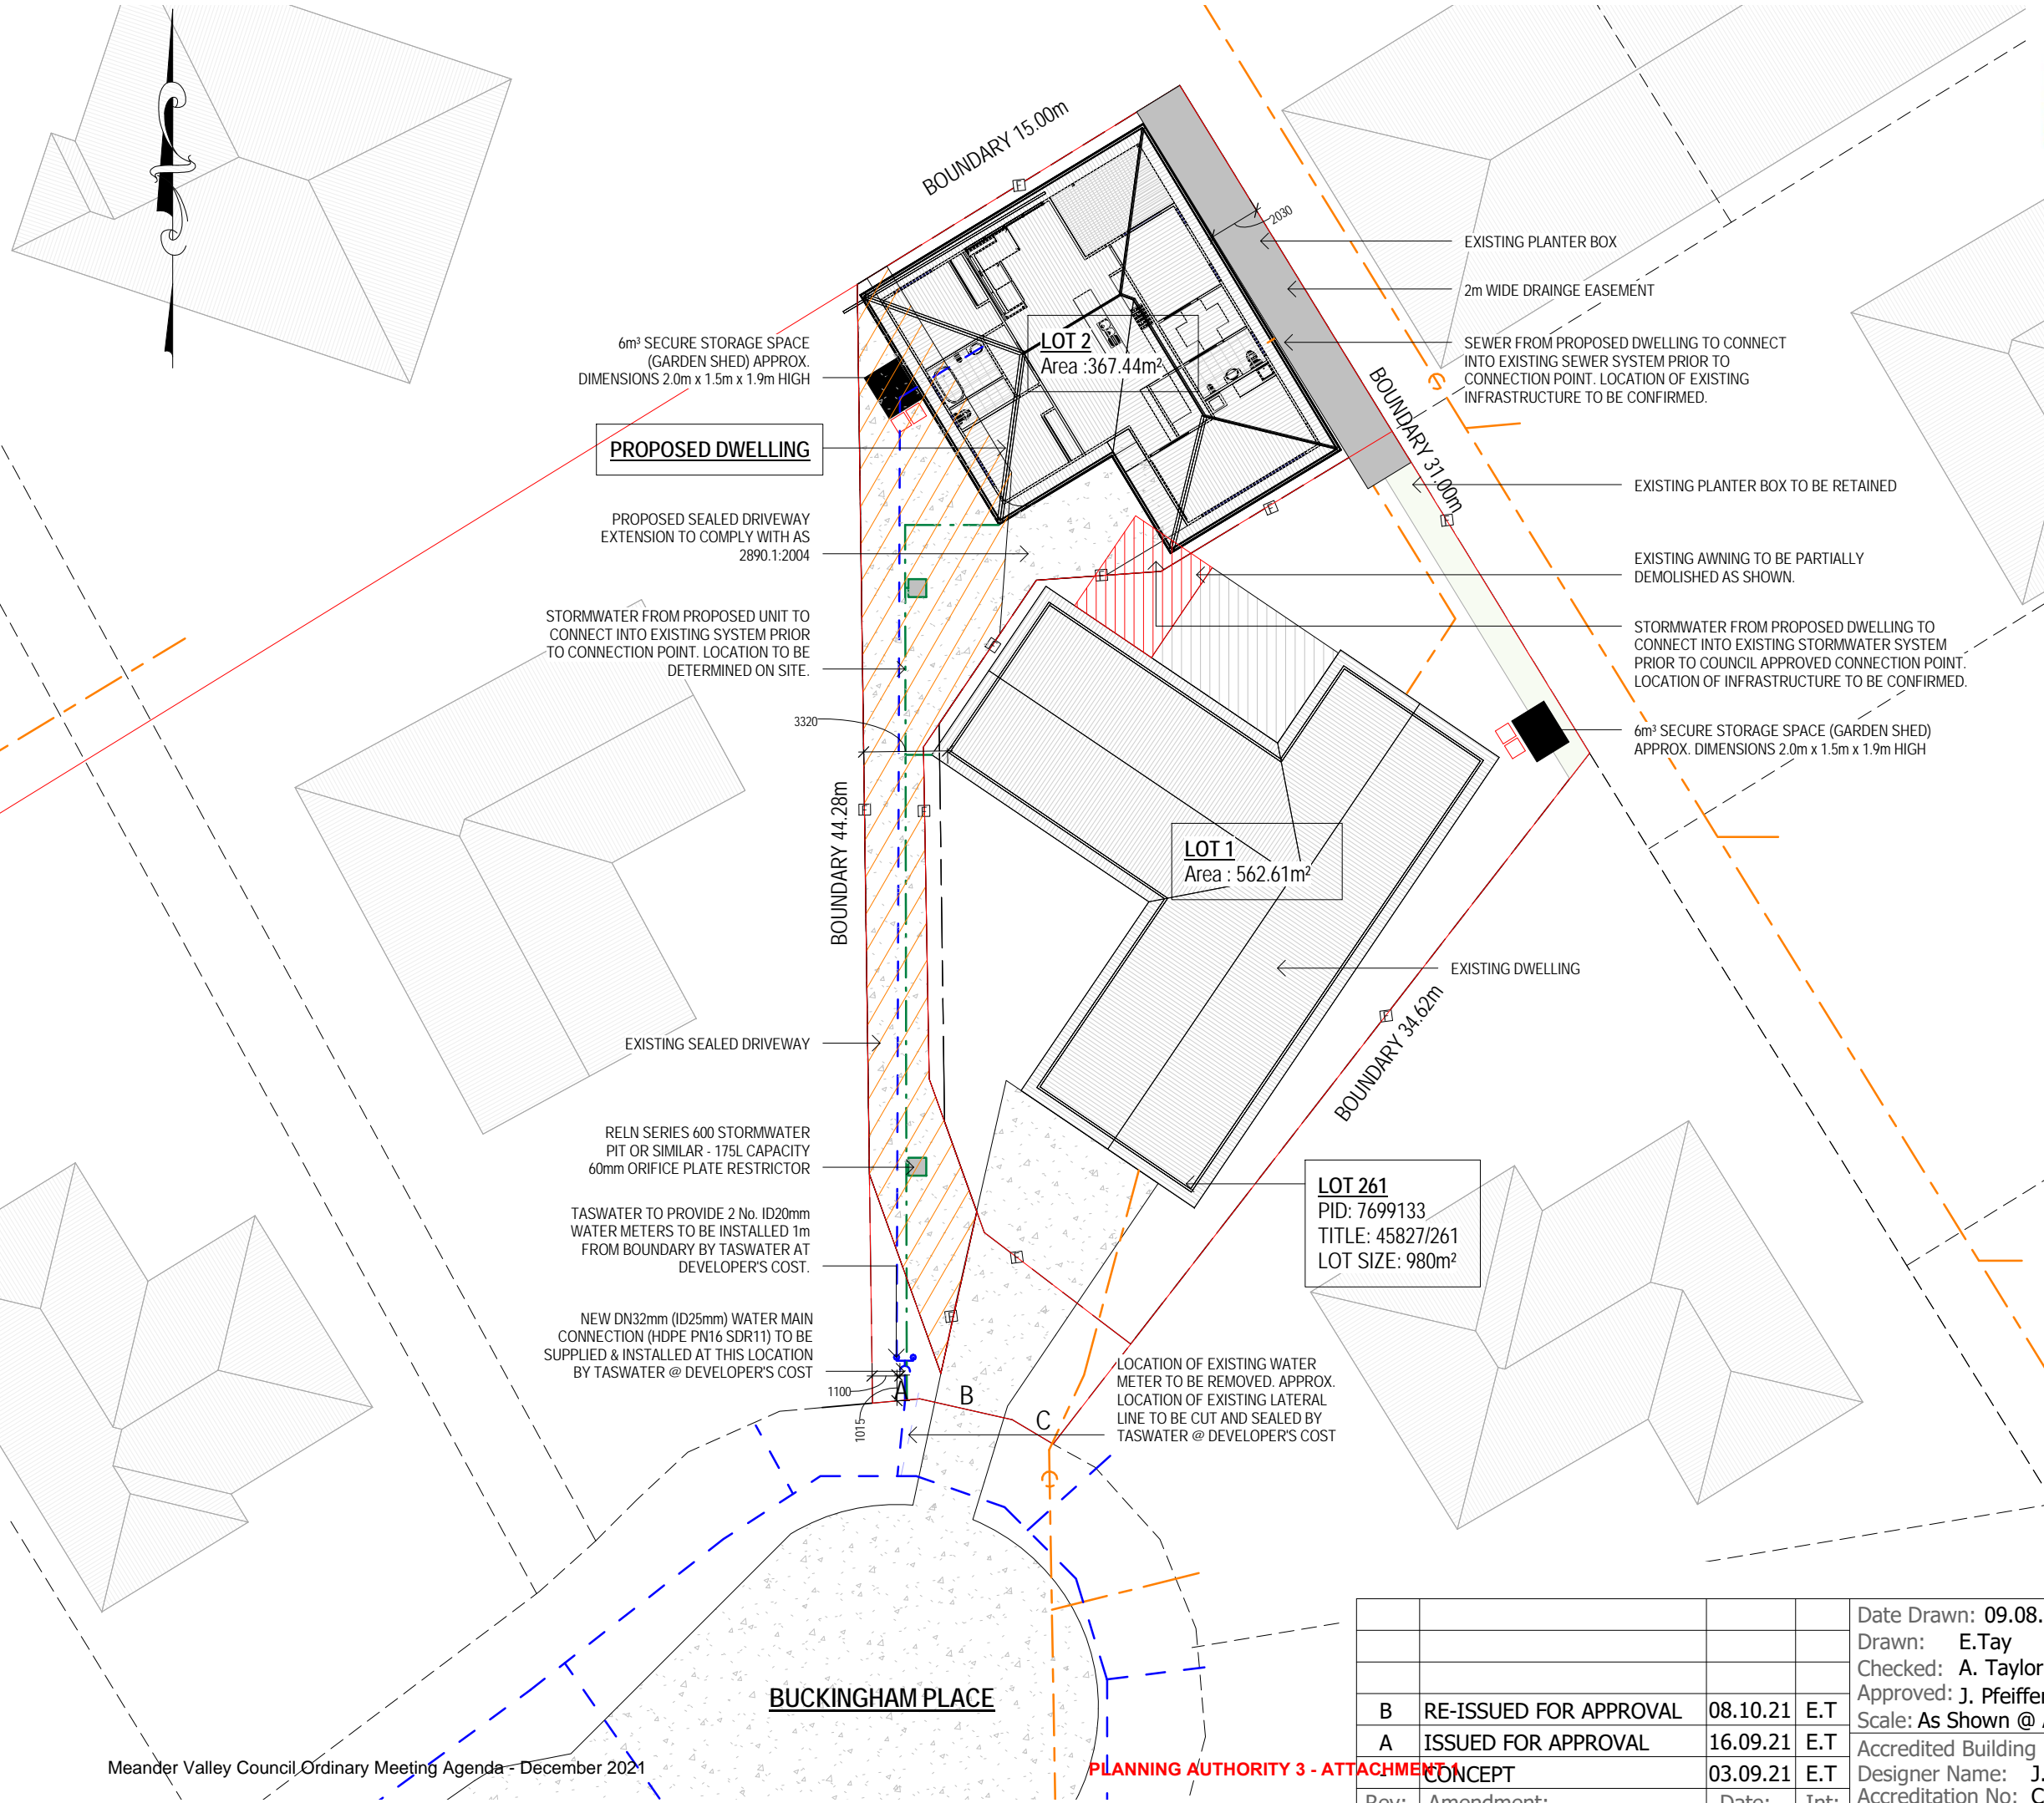 BOUNDARY 15.00m
2030
EXISTING PLANTER BOX
2m WIDE DRAINGE EASEMENT
SEWER FROM PROPOSED DWELLING TO CONNECT
INTO EXISTING SEWER SYSTEM PRIOR TO
CONNECTION POINT. LOCATION OF EXISTING
INFRASTRUCTURE TO BE CONFIRMED.
6m³ SECURE STORAGE SPACE
(GARDEN SHED) APPROX.
DIMENSIONS 2.0m x 1.5m x 1.9m HIGH
LOT 2
Area :367.44m²
BOUNDARY 31.00m
PROPOSED DWELLING
EXISTING PLANTER BOX TO BE RETAINED
PROPOSED SEALED DRIVEWAY
EXTENSION TO COMPLY WITH AS
2890.1:2004
EXISTING AWNING TO BE PARTIALLY
DEMOLISHED AS SHOWN.
STORMWATER FROM PROPOSED UNIT TO
CONNECT INTO EXISTING SYSTEM PRIOR
TO CONNECTION POINT. LOCATION TO BE
DETERMINED ON SITE.
STORMWATER FROM PROPOSED DWELLING TO
CONNECT INTO EXISTING STORMWATER SYSTEM
PRIOR TO COUNCIL APPROVED CONNECTION POINT.
LOCATION OF INFRASTRUCTURE TO BE CONFIRMED.
3320
6m³ SECURE STORAGE SPACE (GARDEN SHED)
APPROX. DIMENSIONS 2.0m x 1.5m x 1.9m HIGH
BOUNDARY 44.28m
LOT 1
Area : 562.61m²
EXISTING DWELLING
EXISTING SEALED DRIVEWAY
BOUNDARY 34.62m
RELN SERIES 600 STORMWATER
PIT OR SIMILAR - 175L CAPACITY
60mm ORIFICE PLATE RESTRICTOR
LOT 261
PID: 7699133
TITLE: 45827/261
LOT SIZE: 980m²
TASWATER TO PROVIDE 2 No. ID20mm
WATER METERS TO BE INSTALLED 1m
FROM BOUNDARY BY TASWATER AT
DEVELOPER'S COST.
NEW DN32mm (ID25mm) WATER MAIN
CONNECTION (HDPE PN16 SDR11) TO BE
SUPPLIED & INSTALLED AT THIS LOCATION
BY TASWATER @ DEVELOPER'S COST
LOCATION OF EXISTING WATER
METER TO BE REMOVED. APPROX.
LOCATION OF EXISTING LATERAL
LINE TO BE CUT AND SEALED BY
TASWATER @ DEVELOPER'S COST
1100
1015
A
B
C
F
F
F
F
F
F
F
F
F
F
BUCKINGHAM PLACE
B RE-ISSUED FOR APPROVAL 08.10.21 E.T
A ISSUED FOR APPROVAL 16.09.21 E.T
- CONCEPT 03.09.21 E.T
Rev: Amendment: Date: Int:
Date Drawn: 09.08.
Drawn: E.Tay
Checked: A. Taylor
Approved: J. Pfeiffer
Scale: As Shown @
Accredited Building
Designer Name: J.
Accreditation No:
Meander Valley Council Ordinary Meeting Agenda - December 2021
PLANNING AUTHORITY 3 - ATTACHMENT 1